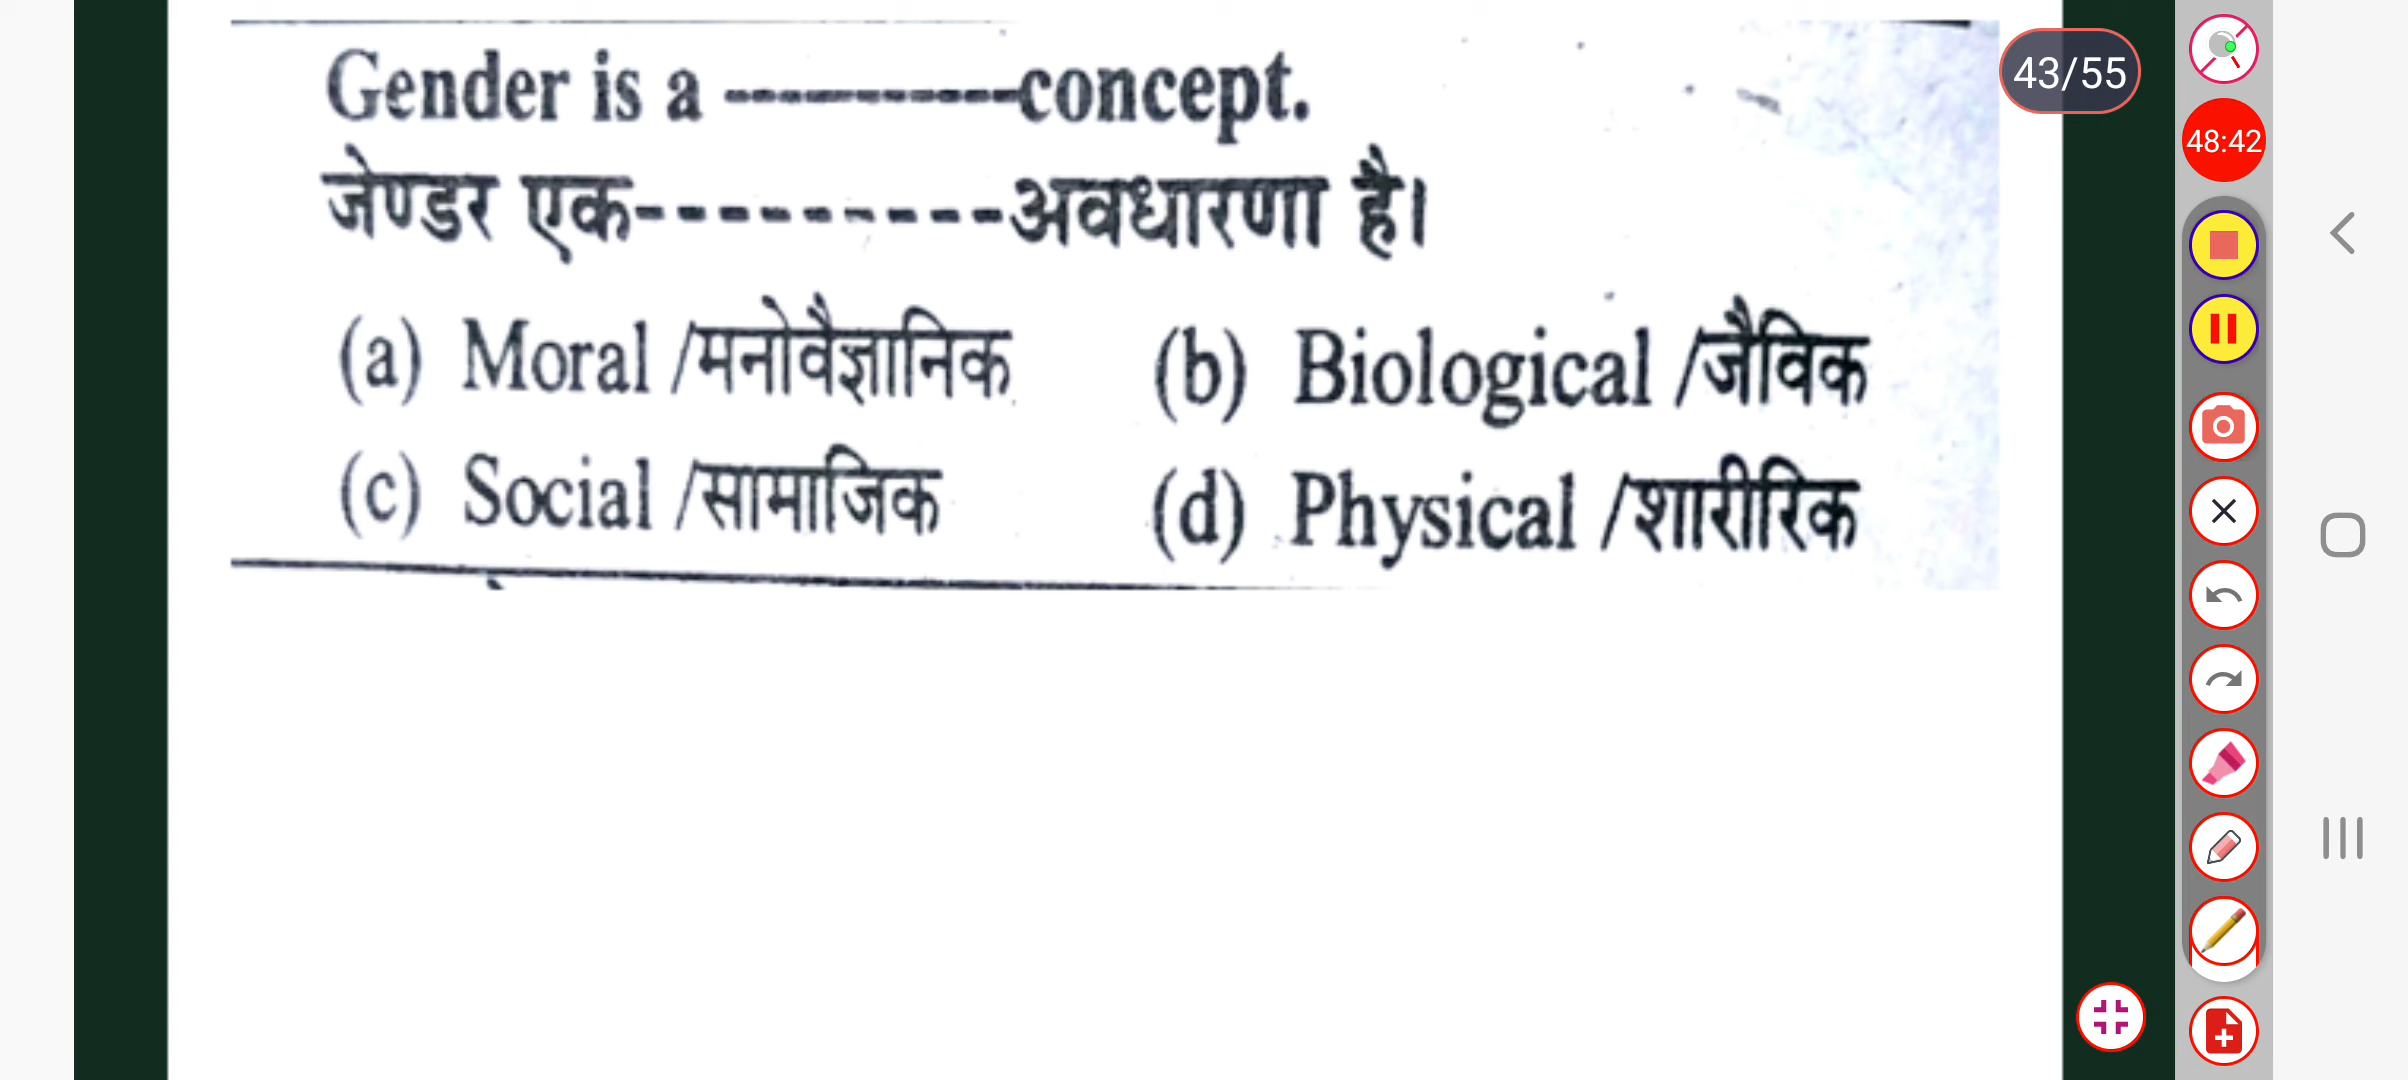 Gender is a ----------concept.
जेण्डर एक----------अवधारणा है।
(a) Moral /मनोवैज्ञानिक (b) Biological /जैविक
(c) Social /सामाजिक (d) Physical /शारीरिक
43/55
48:42